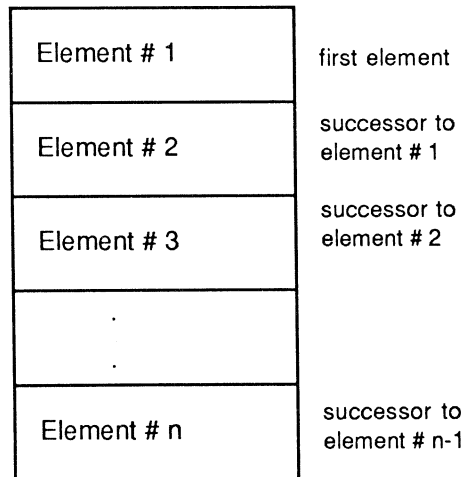 Element # 1
first element
Element # 2
successor to
element # 1
Element # 3
successor to
element # 2
.
.
Element # n
successor to
element # n-1